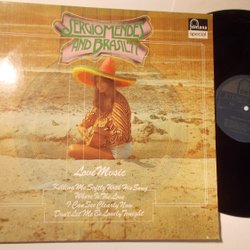 SERGIO MENDES
AND BRASIL 77
fontana
special
Love Music
Killing Me Softly With His Song
Where Is The Love
I Can See Clearly Now
Don't Let Me Be Lonely Tonight